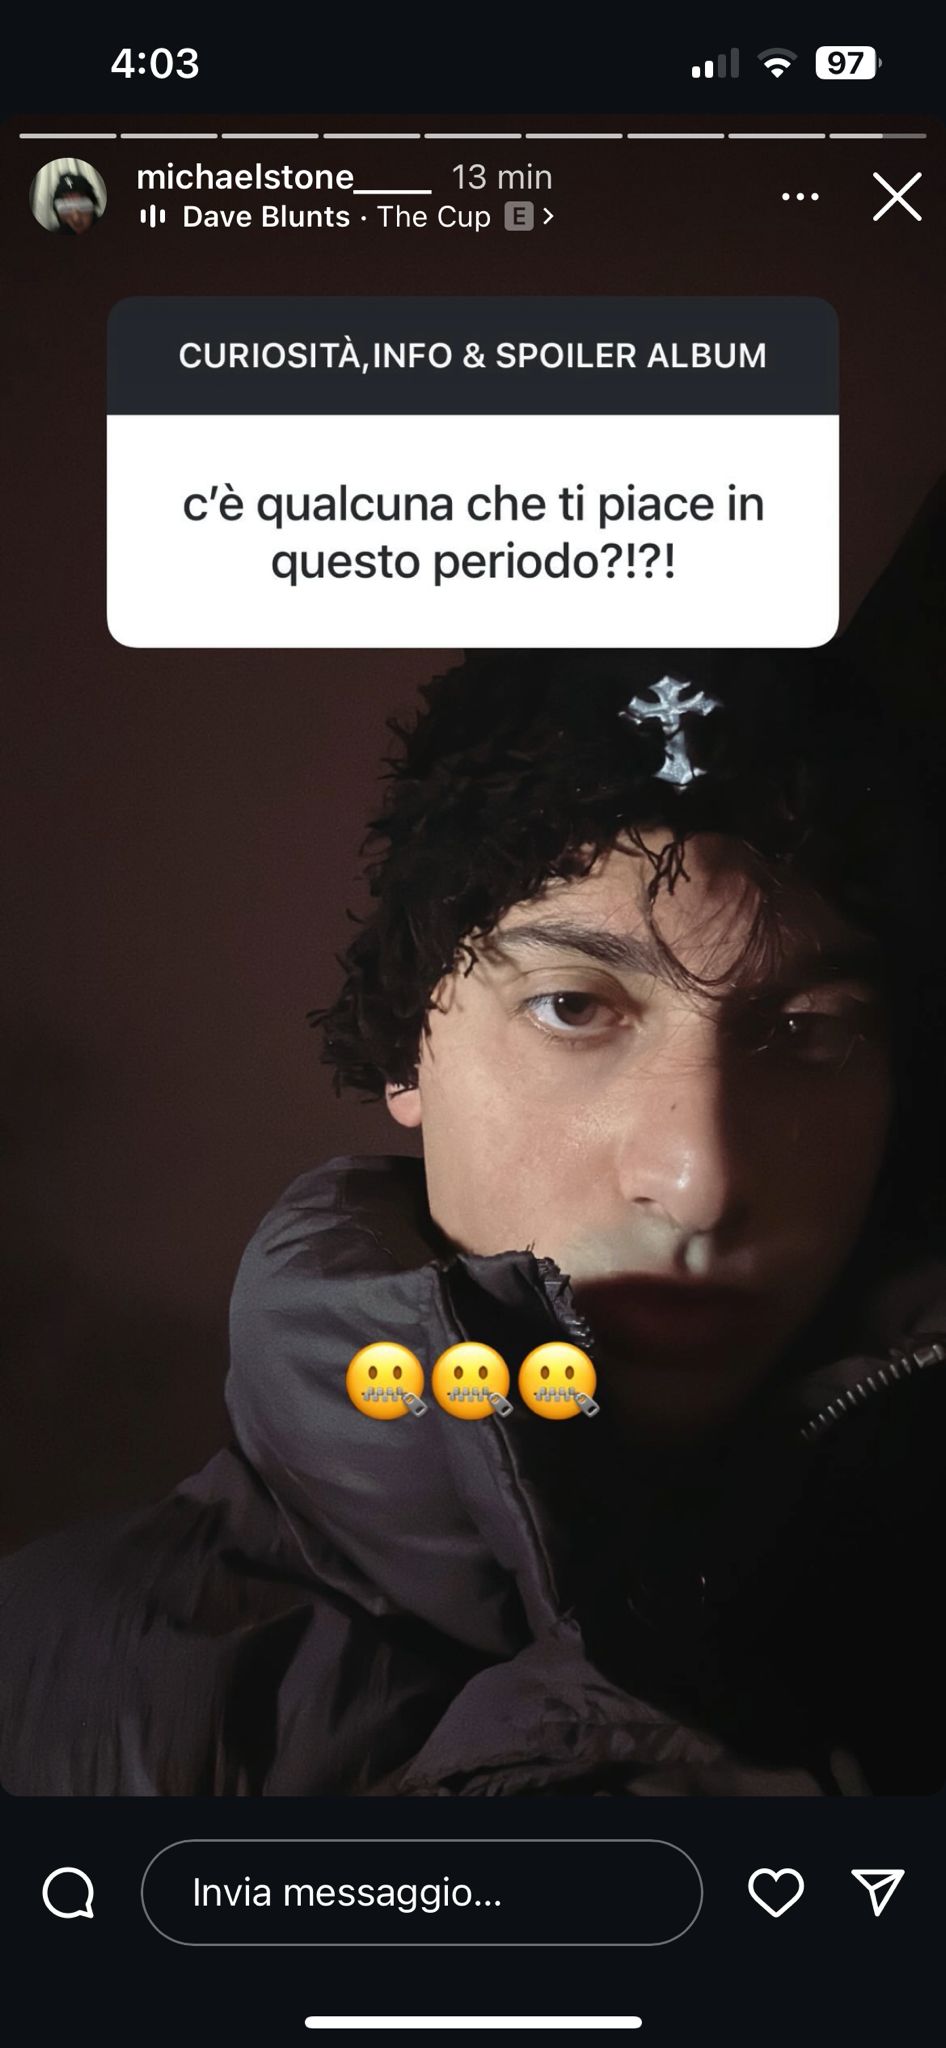 4:03
97
michaelstone____ 13 min
Dave Blunts · The Cup E
CURIOSITÀ,INFO & SPOILER ALBUM
c'è qualcuna che ti piace in
questo periodo?!?!
🤐🤐🤐
Invia messaggio...